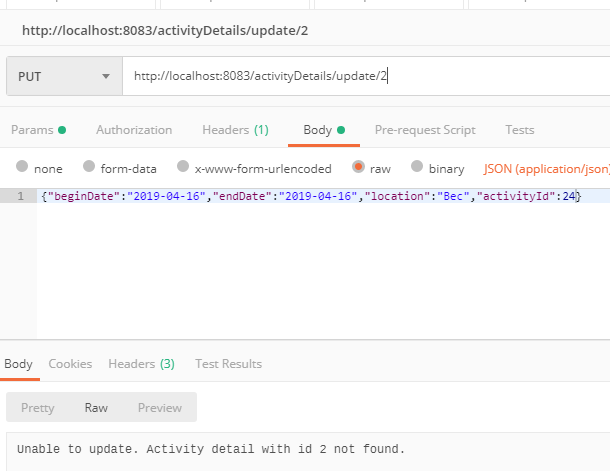 http://localhost:8083/activityDetails/update/2
PUT http://localhost:8083/activityDetails/update/2
Params Authorization Headers (1) Body Pre-request Script Tests
none form-data x-www-form-urlencoded raw binary JSON (application/json)
1 {"beginDate":"2019-04-16","endDate":"2019-04-16","location":"Bec","activityId":24}
Body Cookies Headers (3) Test Results
Pretty Raw Preview
Unable to update. Activity detail with id 2 not found.